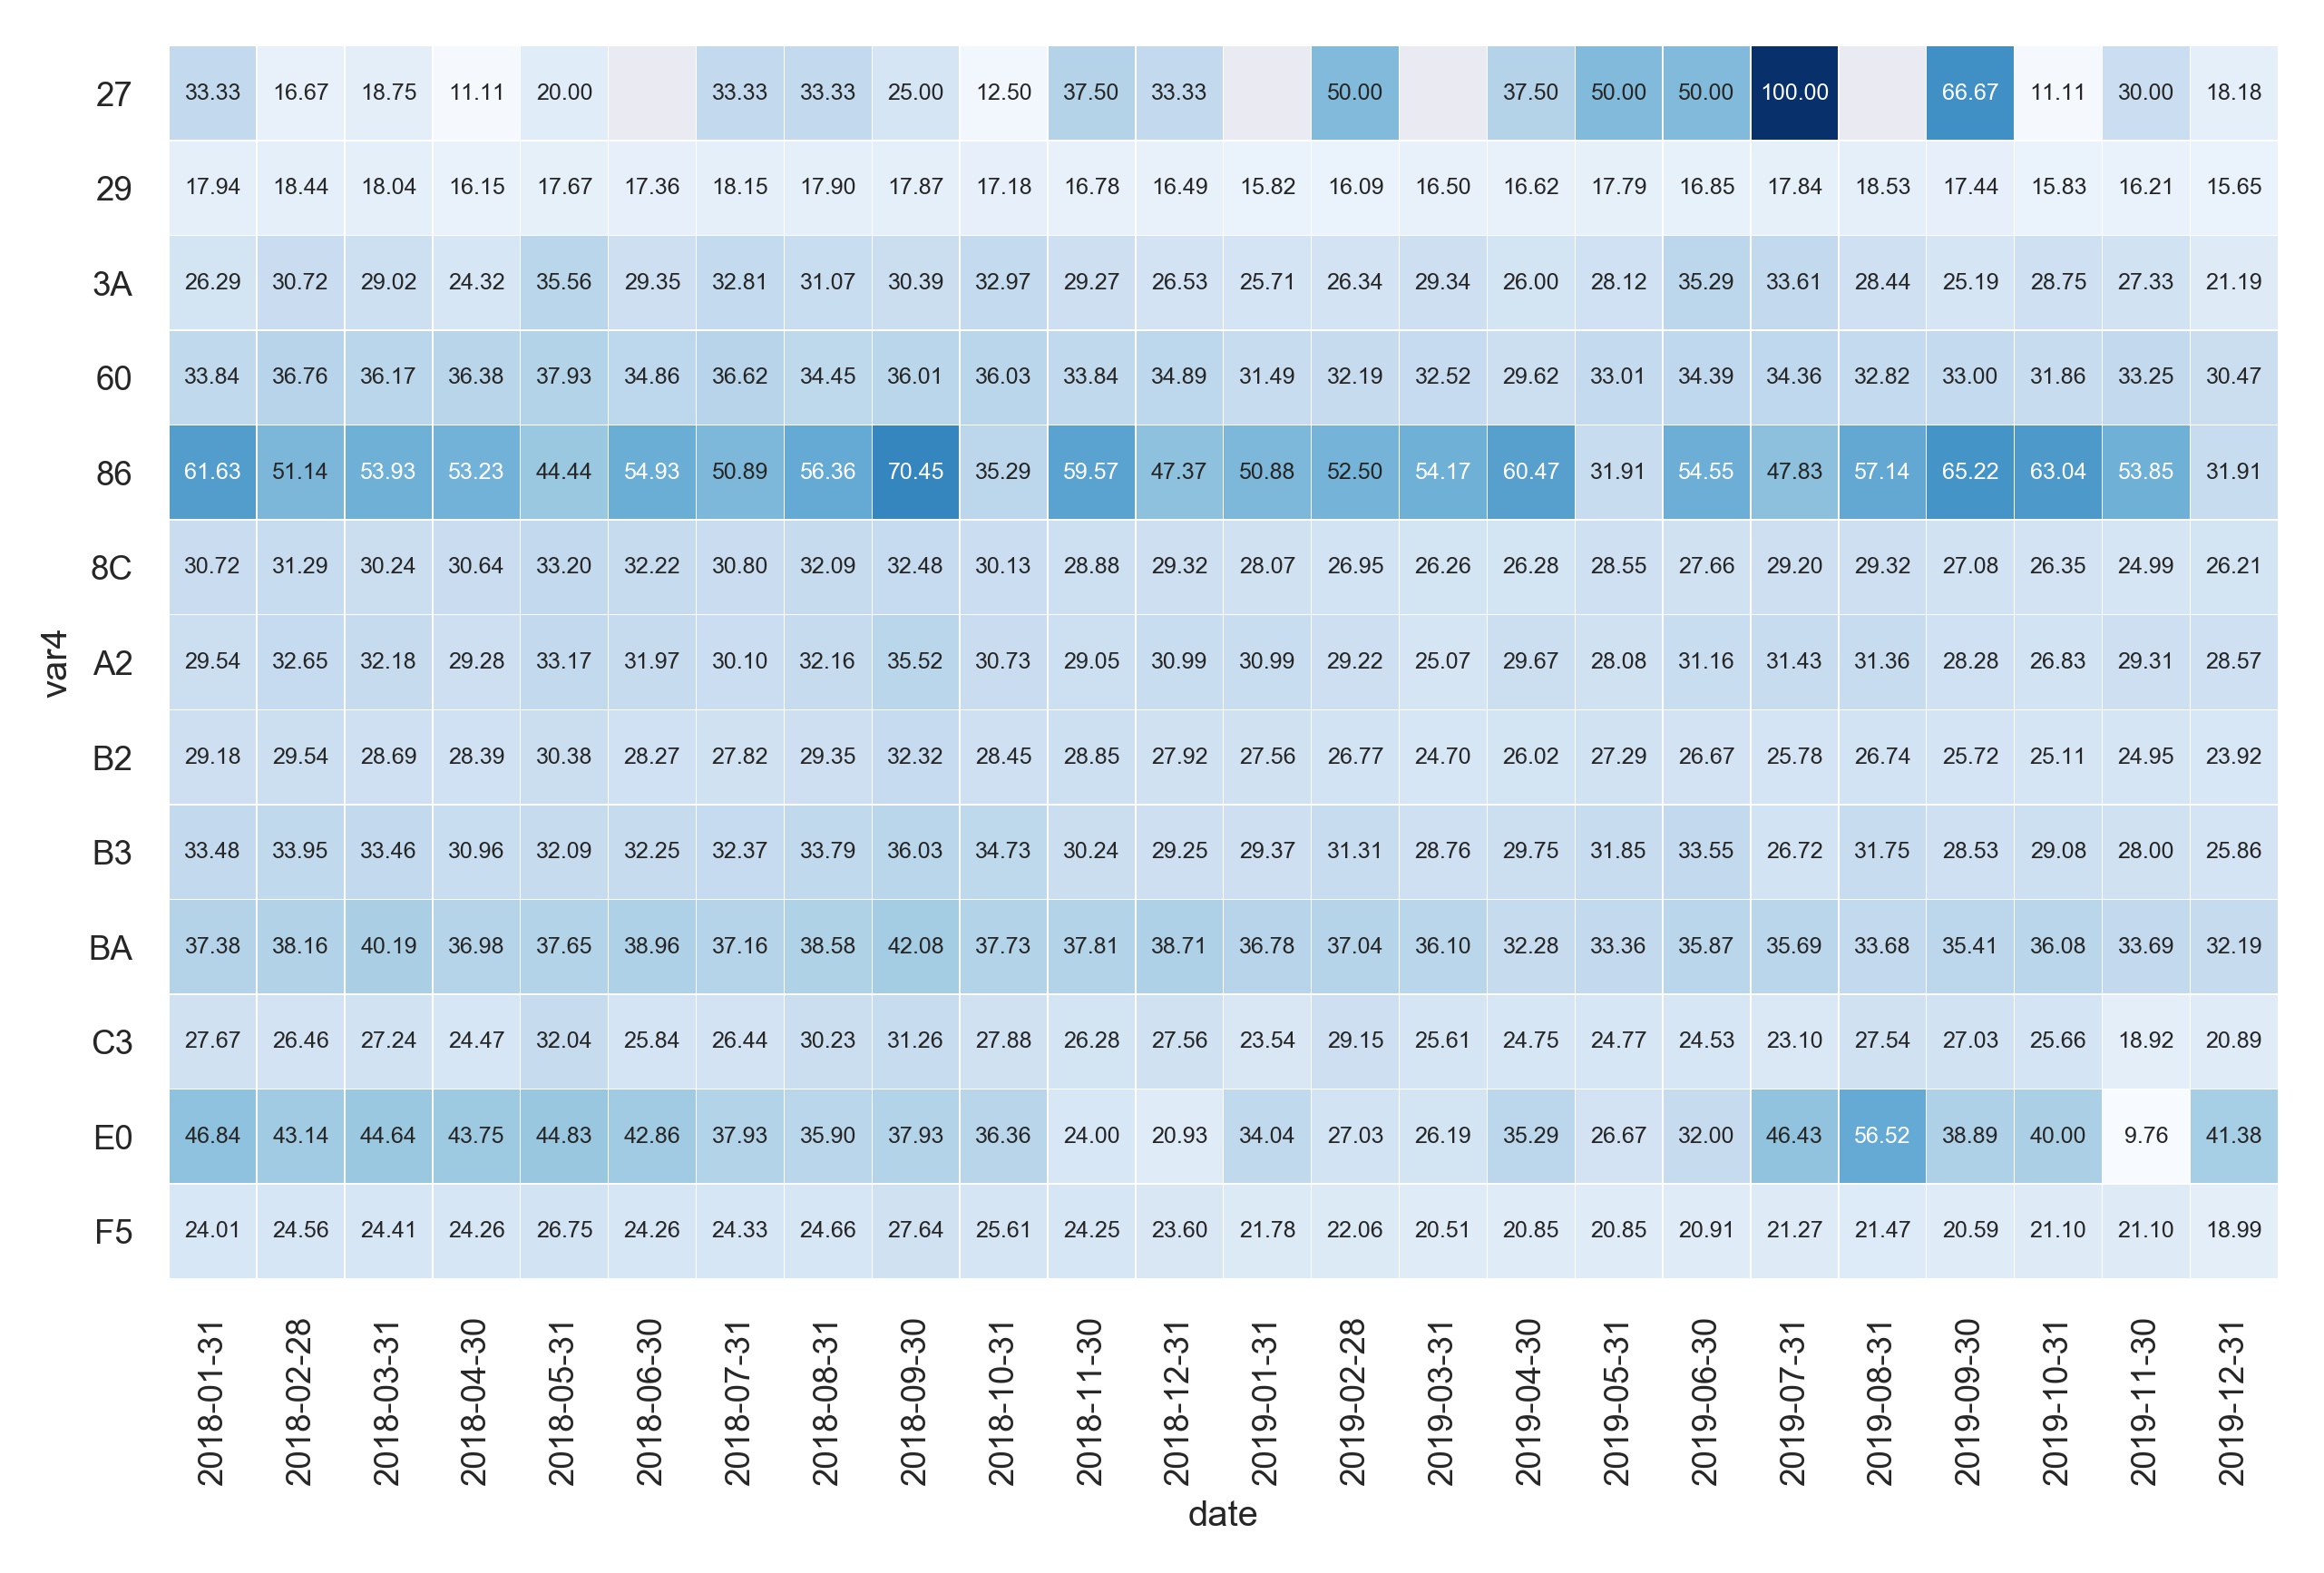 27 33.33 16.67 18.75 11.11 20.00 33.33 33.33 25.00 12.50 37.50 33.33 50.00 37.50 50.00 50.00 100.00 66.67 11.11 30.00 18.18
29 17.94 18.44 18.04 16.15 17.67 17.36 18.15 17.90 17.87 17.18 16.78 16.49 15.82 16.09 16.50 16.62 17.79 16.85 17.84 18.53 17.44 15.83 16.21 15.65
3A 26.29 30.72 29.02 24.32 35.56 29.35 32.81 31.07 30.39 32.97 29.27 26.53 25.71 26.34 29.34 26.00 28.12 35.29 33.61 28.44 25.19 28.75 27.33 21.19
60 33.84 36.76 36.17 36.38 37.93 34.86 36.62 34.45 36.01 36.03 33.84 34.89 31.49 32.19 32.52 29.62 33.01 34.39 34.36 32.82 33.00 31.86 33.25 30.47
86 61.63 51.14 53.93 53.23 44.44 54.93 50.89 56.36 70.45 35.29 59.57 47.37 50.88 52.50 54.17 60.47 31.91 54.55 47.83 57.14 65.22 63.04 53.85 31.91
8C 30.72 31.29 30.24 30.64 33.20 32.22 30.80 32.09 32.48 30.13 28.88 29.32 28.07 26.95 26.26 26.28 28.55 27.66 29.20 29.32 27.08 26.35 24.99 26.21
A2 29.54 32.65 32.18 29.28 33.17 31.97 30.10 32.16 35.52 30.73 29.05 30.99 30.99 29.22 25.07 29.67 28.08 31.16 31.43 31.36 28.28 26.83 29.31 28.57
B2 29.18 29.54 28.69 28.39 30.38 28.27 27.82 29.35 32.32 28.45 28.85 27.92 27.56 26.77 24.70 26.02 27.29 26.67 25.78 26.74 25.72 25.11 24.95 23.92
B3 33.48 33.95 33.46 30.96 32.09 32.25 32.37 33.79 36.03 34.73 30.24 29.25 29.37 31.31 28.76 29.75 31.85 33.55 26.72 31.75 28.53 29.08 28.00 25.86
BA 37.38 38.16 40.19 36.98 37.65 38.96 37.16 38.58 42.08 37.73 37.81 38.71 36.78 37.04 36.10 32.28 33.36 35.87 35.69 33.68 35.41 36.08 33.69 32.19
C3 27.67 26.46 27.24 24.47 32.04 25.84 26.44 30.23 31.26 27.88 26.28 27.56 23.54 29.15 25.61 24.75 24.77 24.53 23.10 27.54 27.03 25.66 18.92 20.89
E0 46.84 43.14 44.64 43.75 44.83 42.86 37.93 35.90 37.93 36.36 24.00 20.93 34.04 27.03 26.19 35.29 26.67 32.00 46.43 56.52 38.89 40.00 9.76 41.38
F5 24.01 24.56 24.41 24.26 26.75 24.26 24.33 24.66 27.64 25.61 24.25 23.60 21.78 22.06 20.51 20.85 20.85 20.91 21.27 21.47 20.59 21.10 21.10 18.99
var4
2018-01-31
2018-02-28
2018-03-31
2018-04-30
2018-05-31
2018-06-30
2018-07-31
2018-08-31
2018-09-30
2018-10-31
2018-11-30
2018-12-31
2019-01-31
2019-02-28
2019-03-31
2019-04-30
2019-05-31
2019-06-30
2019-07-31
2019-08-31
2019-09-30
2019-10-31
2019-11-30
2019-12-31
date